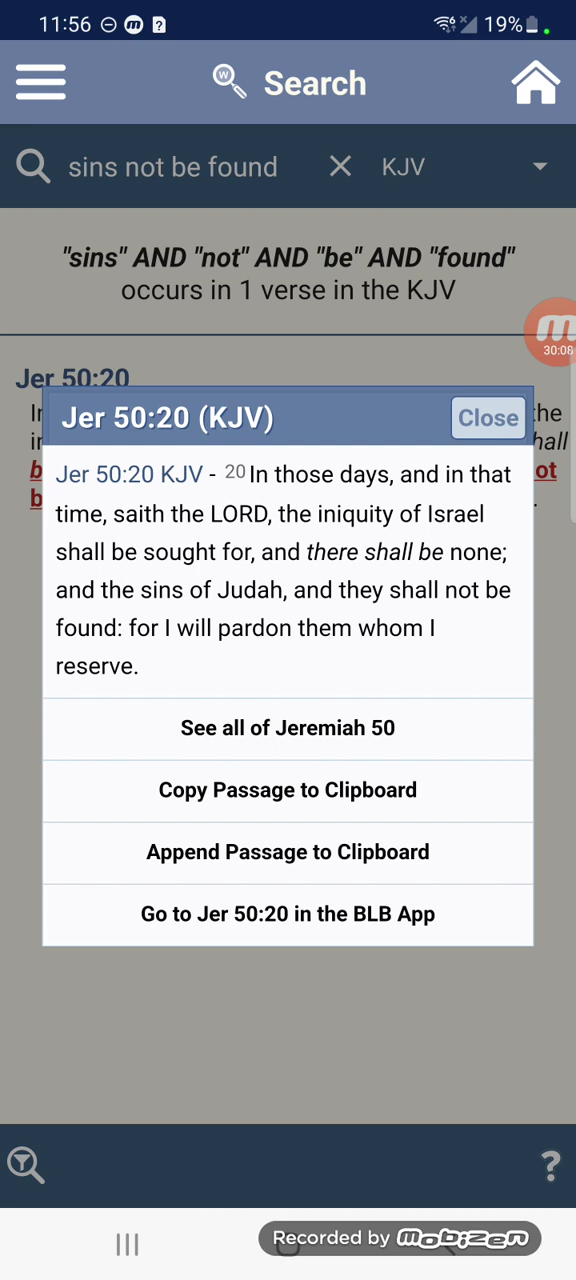 11:56 19%
Search
sins not be found KJV
"sins" AND "not" AND "be" AND "found"
occurs in 1 verse in the KJV
30:08
Jer 50:20
Jer 50:20 (KJV) Close
Jer 50:20 KJV - 20 In those days, and in that
time, saith the LORD, the iniquity of Israel
shall be sought for, and there shall be none;
and the sins of Judah, and they shall not be
found: for I will pardon them whom I
reserve.
See all of Jeremiah 50
Copy Passage to Clipboard
Append Passage to Clipboard
Go to Jer 50:20 in the BLB App
?
Recorded by mobizen